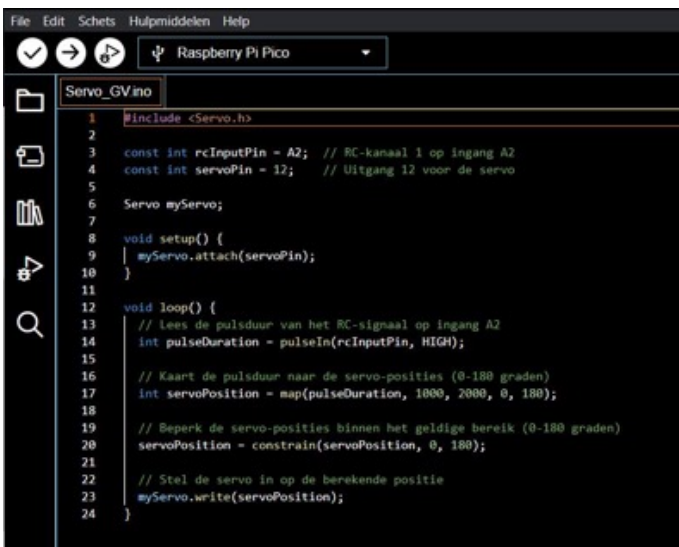 File Edit Schets Hulpmiddelen Help
Raspberry Pi Pico
Servo_GV.ino
1 #include <Servo.h>
2
3 const int rcInputPin = A2; // RC-kanaal 1 op ingang A2
4 const int servoPin = 12; // Uitgang 12 voor de servo
5
6 Servo myServo;
7
8 void setup() {
9 myServo.attach(servoPin);
10 }
11
12 void loop() {
13 // Lees de pulsduur van het RC-signaal op ingang A2
14 int pulseDuration = pulseIn(rcInputPin, HIGH);
15
16 // Kaart de pulsduur naar de servo-posities (0-180 graden)
17 int servoPosition = map(pulseDuration, 1000, 2000, 0, 180);
18
19 // Beperk de servo-posities binnen het geldige bereik (0-180 graden)
20 servoPosition = constrain(servoPosition, 0, 180);
21
22 // Stel de servo in op de berekende positie
23 myServo.write(servoPosition);
24 }